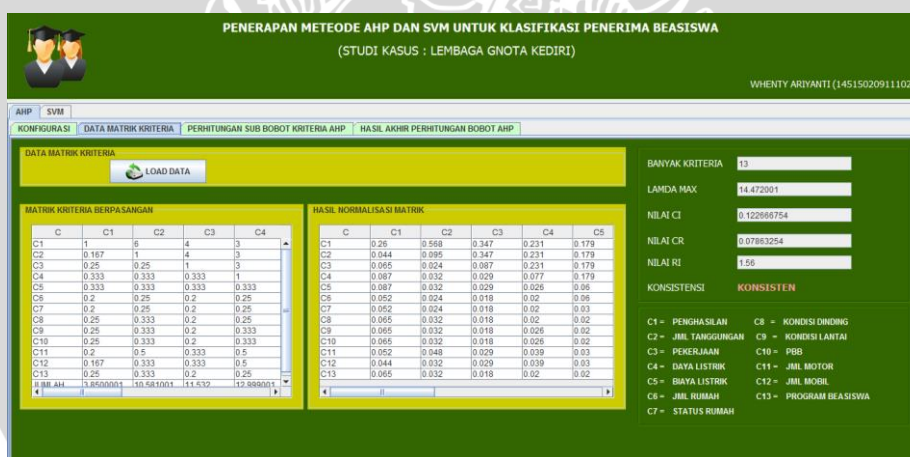 PENERAPAN METEODE AHP DAN SVM UNTUK KLASIFIKASI PENERIMA BEASISWA
(STUDI KASUS : LEMBAGA GNOTA KEDIRI)
WHENTY ARIYANTI (1451502091110
AHP SVM
KONFIGURASI DATA MATRIK KRITERIA PERHITUNGAN SUB BOBOT KRITERIA AHP HASIL AKHIR PERHITUNGAN BOBOT AHP
DATA MATRIK KRITERIA
LOAD DATA
MATRIK KRITERIA BERPASANGAN
C C1 C2 C3 C4
C1 1 6 4 3
C2 0.167 1 4 3
C3 0.25 0.25 1 3
C4 0.333 0.333 0.333 1
C5 0.333 0.333 0.333 0.333
C6 0.2 0.25 0.2 0.25
C7 0.2 0.25 0.2 0.25
C8 0.25 0.333 0.2 0.25
C9 0.25 0.333 0.2 0.333
C10 0.25 0.333 0.2 0.333
C11 0.2 0.5 0.333 0.5
C12 0.167 0.333 0.333 0.5
C13 0.25 0.333 0.2 0.25
JUMLAH 3.8500001 10.581001 11.532 12.999001
HASIL NORMALISASI MATRIK
C C1 C2 C3 C4 C5
C1 0.26 0.568 0.347 0.231 0.179
C2 0.044 0.095 0.347 0.231 0.179
C3 0.065 0.024 0.087 0.231 0.179
C4 0.087 0.032 0.029 0.077 0.179
C5 0.087 0.032 0.029 0.026 0.06
C6 0.052 0.024 0.018 0.02 0.06
C7 0.052 0.024 0.018 0.02 0.03
C8 0.065 0.032 0.018 0.02 0.02
C9 0.065 0.032 0.018 0.026 0.02
C10 0.065 0.032 0.018 0.026 0.02
C11 0.052 0.048 0.029 0.039 0.03
C12 0.044 0.032 0.029 0.039 0.03
C13 0.065 0.032 0.018 0.02 0.02
BANYAK KRITERIA 13
LAMDA MAX 14.472001
NILAI CI 0.122666754
NILAI CR 0.07863254
NILAI RI 1.56
KONSISTENSI KONSISTEN
C1 = PENGHASILAN C8 = KONDISI DINDING
C2 = JML TANGGUNGAN C9 = KONDISI LANTAI
C3 = PEKERJAAN C10 = PBB
C4 = DAYA LISTRIK C11 = JML MOTOR
C5 = BIAYA LISTRIK C12 = JML MOBIL
C6 = JML RUMAH C13 = PROGRAM BEASISWA
C7 = STATUS RUMAH